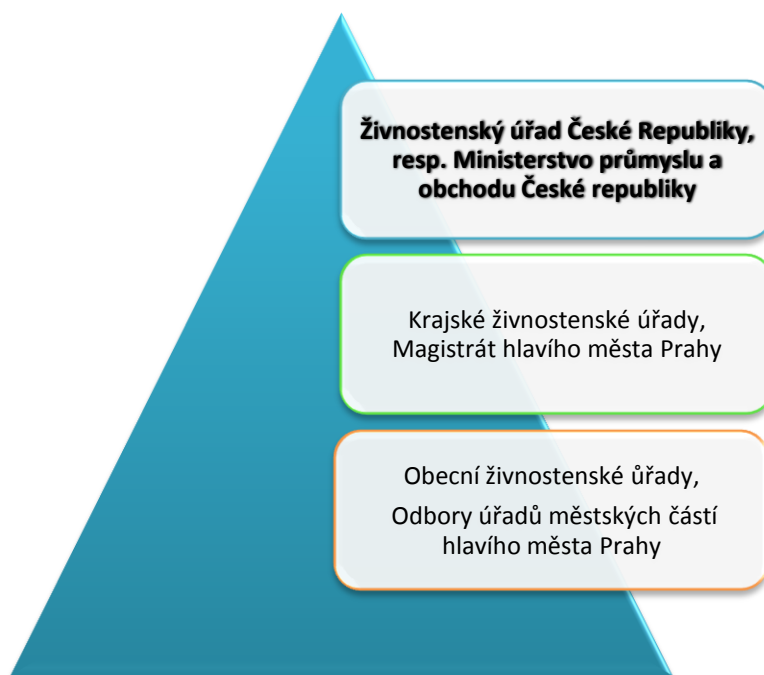 Živnostenský úřad České Republiky,
resp. Ministerstvo průmyslu a
obchodu České republiky
Krajské živnostenské úřady,
Magistrát hlavího města Prahy
Obecní živnostenské ůřady,
Odbory úřadů městských částí
hlavího města Prahy